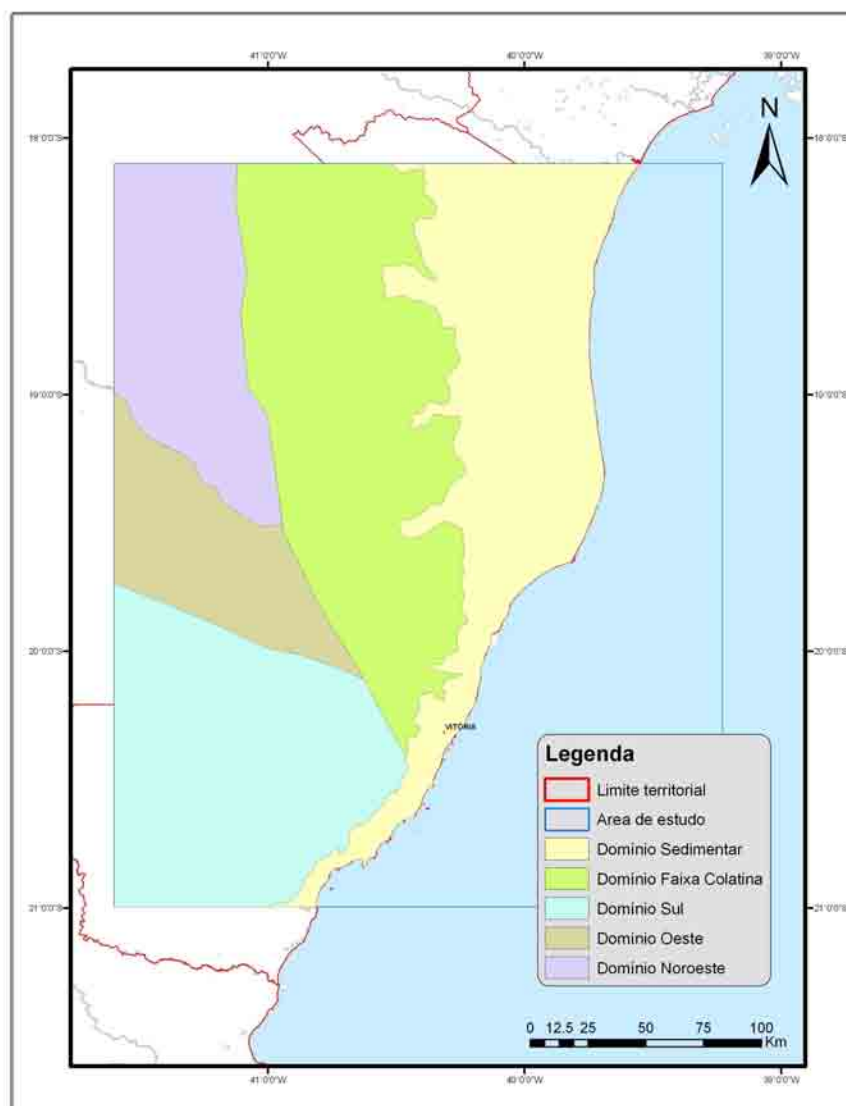 41°0'0"W 40°0'0"W 39°0'0"W
N
18°0'0"S 18°0'0"S
19°0'0"S 19°0'0"S
20°0'0"S 20°0'0"S
VITÓRIA
Legenda
Limite territorial
Area de estudo
Domínio Sedimentar
Domínio Faixa Colatina
Domínio Sul
Domínio Oeste
Domínio Noroeste
21°0'0"S 21°0'0"S
0 12.5 25 50 75 100
Km
41°0'0"W 40°0'0"W 39°0'0"W